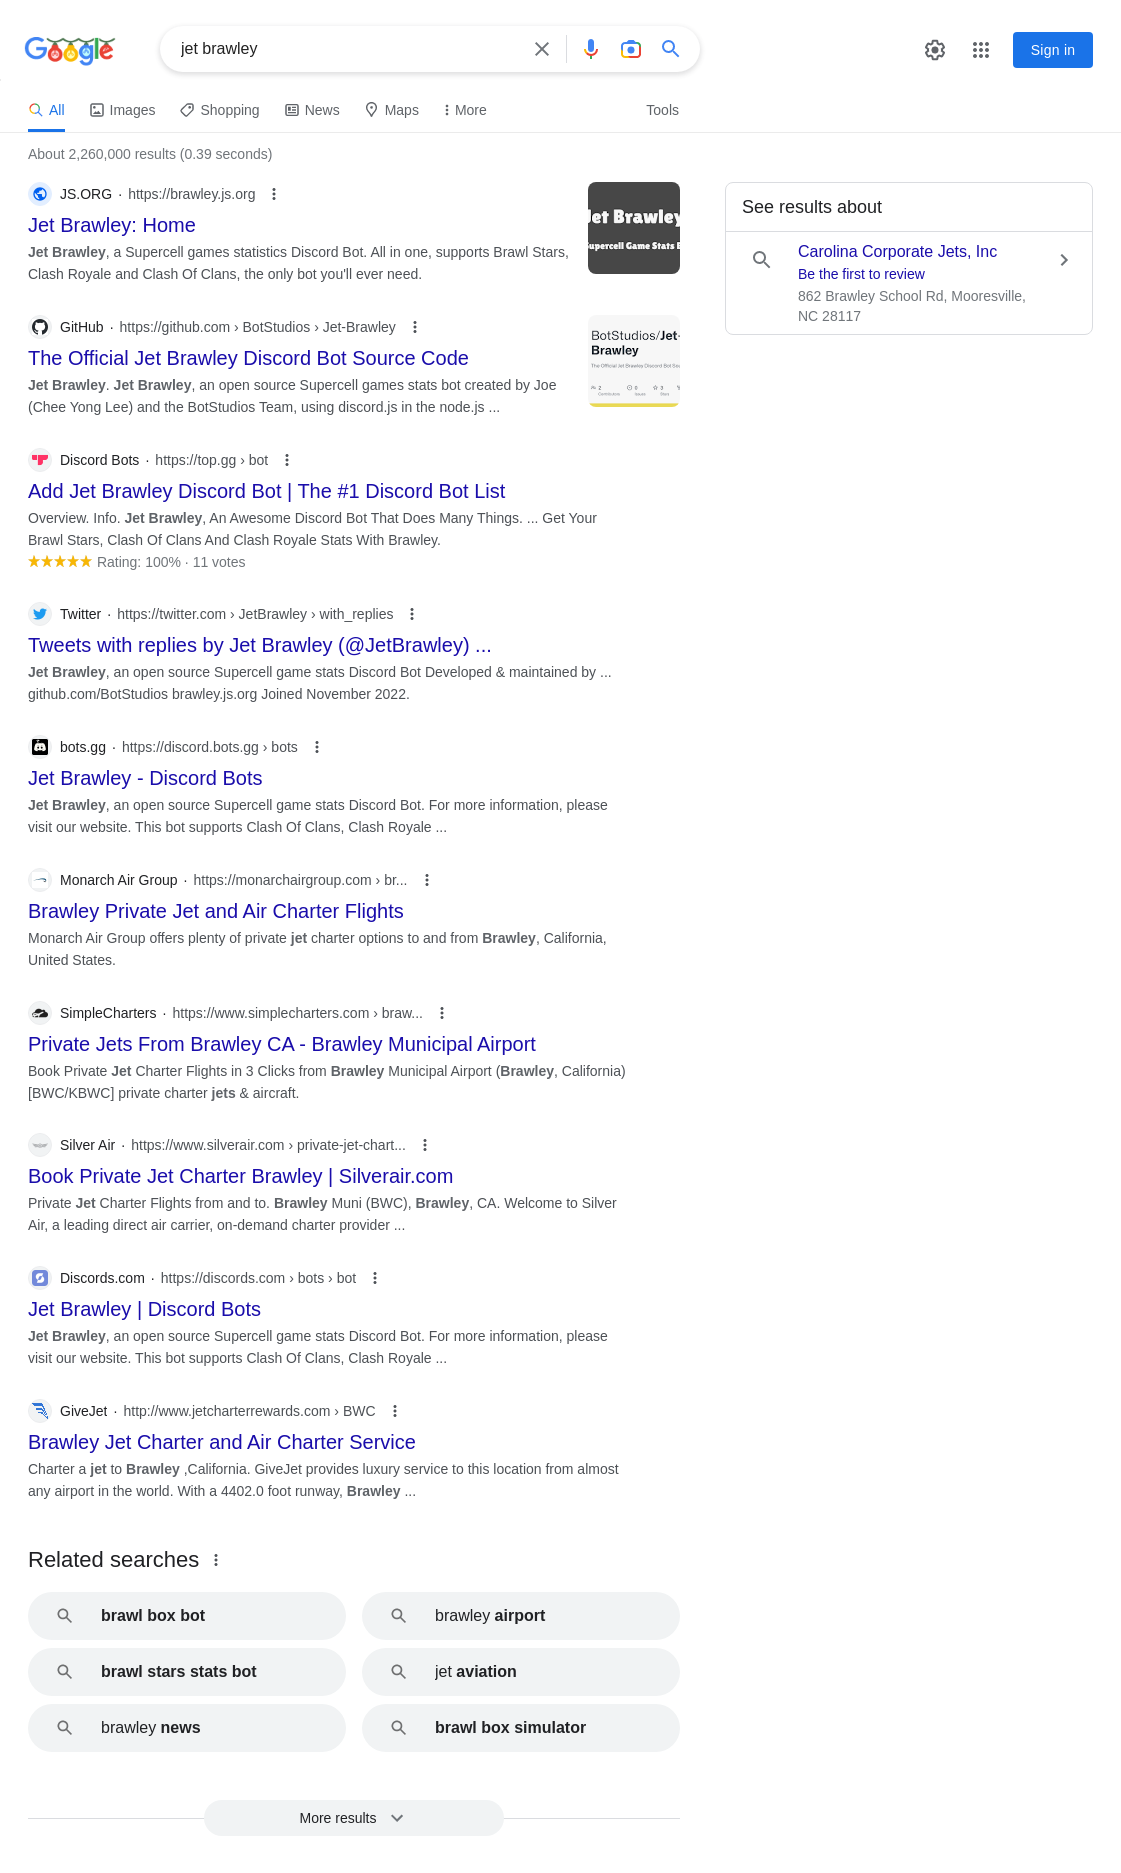 Google
jet brawley
Sign in
All
Images
Shopping
News
Maps
More
Tools
About 2,260,000 results (0.39 seconds)
JS.ORG · https://brawley.js.org
Jet Brawley: Home
Jet Brawley, a Supercell games statistics Discord Bot. All in one, supports Brawl Stars,
Clash Royale and Clash Of Clans, the only bot you'll ever need.
Jet Brawley
Supercell Game Stats B
See results about
Carolina Corporate Jets, Inc
Be the first to review
862 Brawley School Rd, Mooresville,
NC 28117
GitHub · https://github.com › BotStudios › Jet-Brawley
The Official Jet Brawley Discord Bot Source Code
Jet Brawley. Jet Brawley, an open source Supercell games stats bot created by Joe
(Chee Yong Lee) and the BotStudios Team, using discord.js in the node.js ...
BotStudios/Jet-
Brawley
The Official Jet Brawley Discord Bot Sou
2
0
3
Contributors
Issues
Stars
Discord Bots · https://top.gg › bot
Add Jet Brawley Discord Bot | The #1 Discord Bot List
Overview. Info. Jet Brawley, An Awesome Discord Bot That Does Many Things. ... Get Your
Brawl Stars, Clash Of Clans And Clash Royale Stats With Brawley.
Rating: 100% · 11 votes
Twitter · https://twitter.com › JetBrawley › with_replies
Tweets with replies by Jet Brawley (@JetBrawley) ...
Jet Brawley, an open source Supercell game stats Discord Bot Developed & maintained by ...
github.com/BotStudios brawley.js.org Joined November 2022.
bots.gg · https://discord.bots.gg › bots
Jet Brawley - Discord Bots
Jet Brawley, an open source Supercell game stats Discord Bot. For more information, please
visit our website. This bot supports Clash Of Clans, Clash Royale ...
Monarch Air Group · https://monarchairgroup.com › br...
Brawley Private Jet and Air Charter Flights
Monarch Air Group offers plenty of private jet charter options to and from Brawley, California,
United States.
SimpleCharters · https://www.simplecharters.com › braw...
Private Jets From Brawley CA - Brawley Municipal Airport
Book Private Jet Charter Flights in 3 Clicks from Brawley Municipal Airport (Brawley, California)
[BWC/KBWC] private charter jets & aircraft.
Silver Air · https://www.silverair.com › private-jet-chart...
Book Private Jet Charter Brawley | Silverair.com
Private Jet Charter Flights from and to. Brawley Muni (BWC), Brawley, CA. Welcome to Silver
Air, a leading direct air carrier, on-demand charter provider ...
Discords.com · https://discords.com › bots › bot
Jet Brawley | Discord Bots
Jet Brawley, an open source Supercell game stats Discord Bot. For more information, please
visit our website. This bot supports Clash Of Clans, Clash Royale ...
GiveJet · http://www.jetcharterrewards.com › BWC
Brawley Jet Charter and Air Charter Service
Charter a jet to Brawley ,California. GiveJet provides luxury service to this location from almost
any airport in the world. With a 4402.0 foot runway, Brawley ...
Related searches
brawl box bot
brawley airport
brawl stars stats bot
jet aviation
brawley news
brawl box simulator
More results